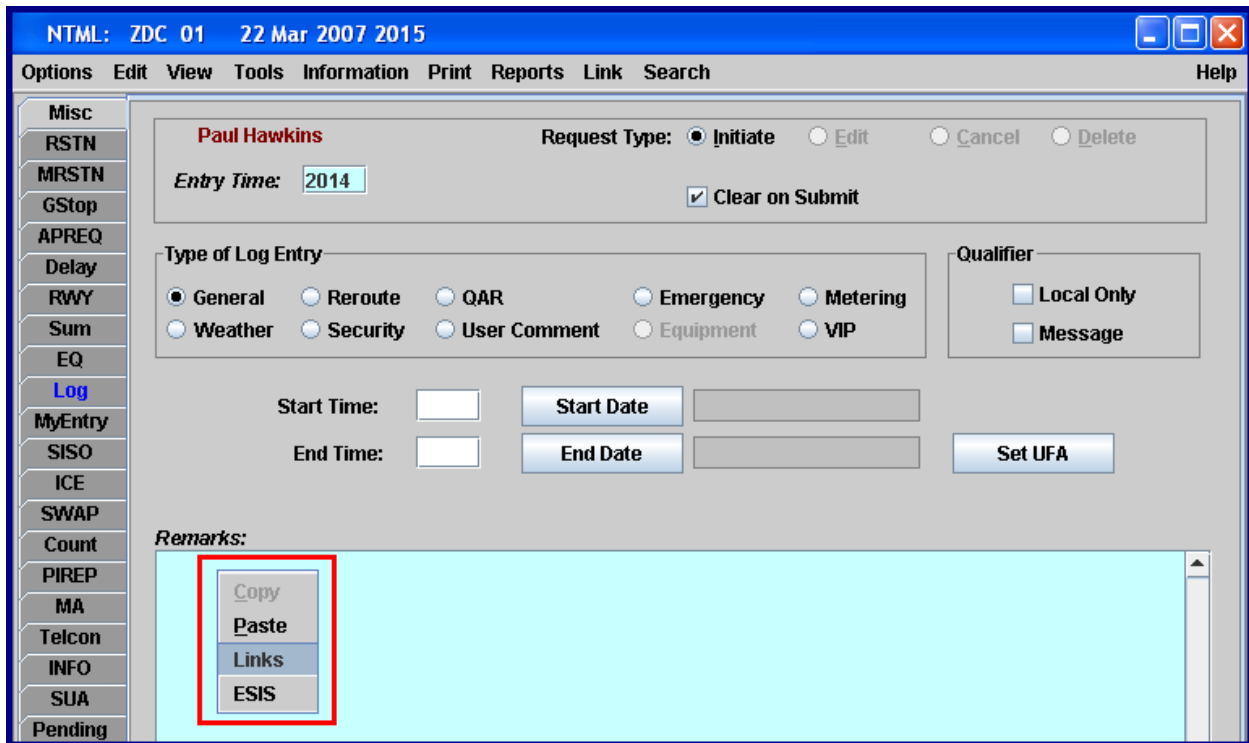 NTML: ZDC 01 22 Mar 2007 2015
Options Edit View Tools Information Print Reports Link Search Help
Misc
RSTN
MRSTN
GStop
APREQ
Delay
RWY
Sum
EQ
Log
MyEntry
SISO
ICE
SWAP
Count
PIREP
MA
Telcon
INFO
SUA
Pending
Paul Hawkins Request Type: Initiate Edit Cancel Delete
Entry Time: 2014
Clear on Submit
Type of Log Entry
General Reroute QAR Emergency Metering
Weather Security User Comment Equipment VIP
Qualifier
Local Only
Message
Start Time: Start Date
End Time: End Date Set UFA
Remarks:
Copy
Paste
Links
ESIS